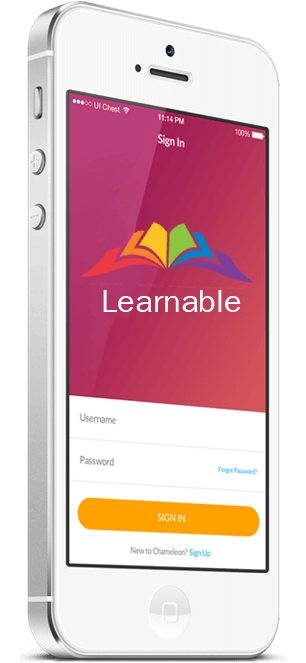 UI Chest
11:14 PM
100%
Sign In
Learnable
Username
Password
Forgot Password?
SIGN IN
New to Chameleon? Sign Up